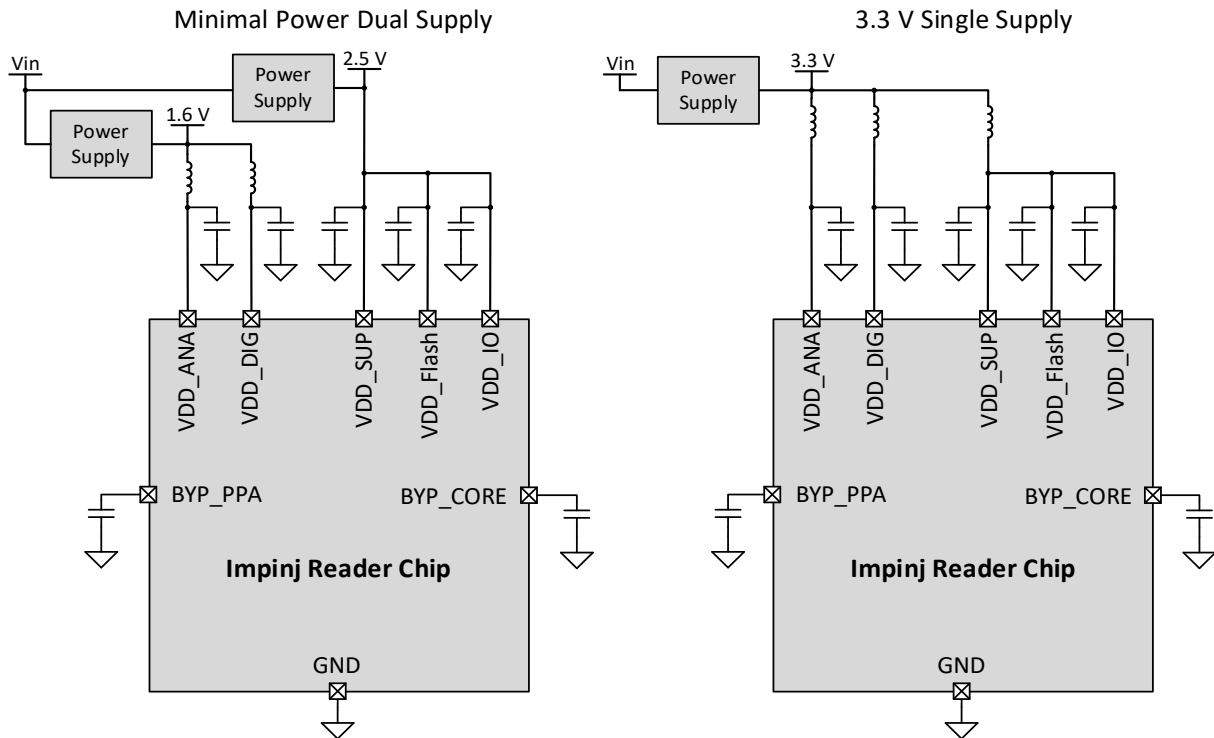 Minimal Power Dual Supply
Vin
Power
Supply
2.5 V
Power
Supply
1.6 V
VDD_ANA
VDD_DIG
VDD_SUP
VDD_Flash
VDD_IO
BYP_PPA
BYP_CORE
Impinj Reader Chip
GND
3.3 V Single Supply
Vin
Power
Supply
3.3 V
VDD_ANA
VDD_DIG
VDD_SUP
VDD_Flash
VDD_IO
BYP_PPA
BYP_CORE
Impinj Reader Chip
GND